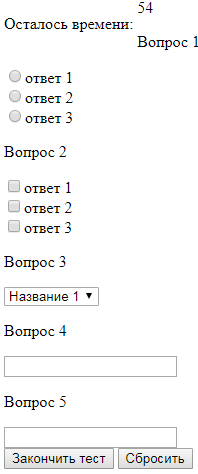 54
Осталось времени:
Вопрос 1
ответ 1
ответ 2
ответ 3
Вопрос 2
ответ 1
ответ 2
ответ 3
Вопрос 3
Название 1
Вопрос 4
Вопрос 5
Закончить тест Сбросить